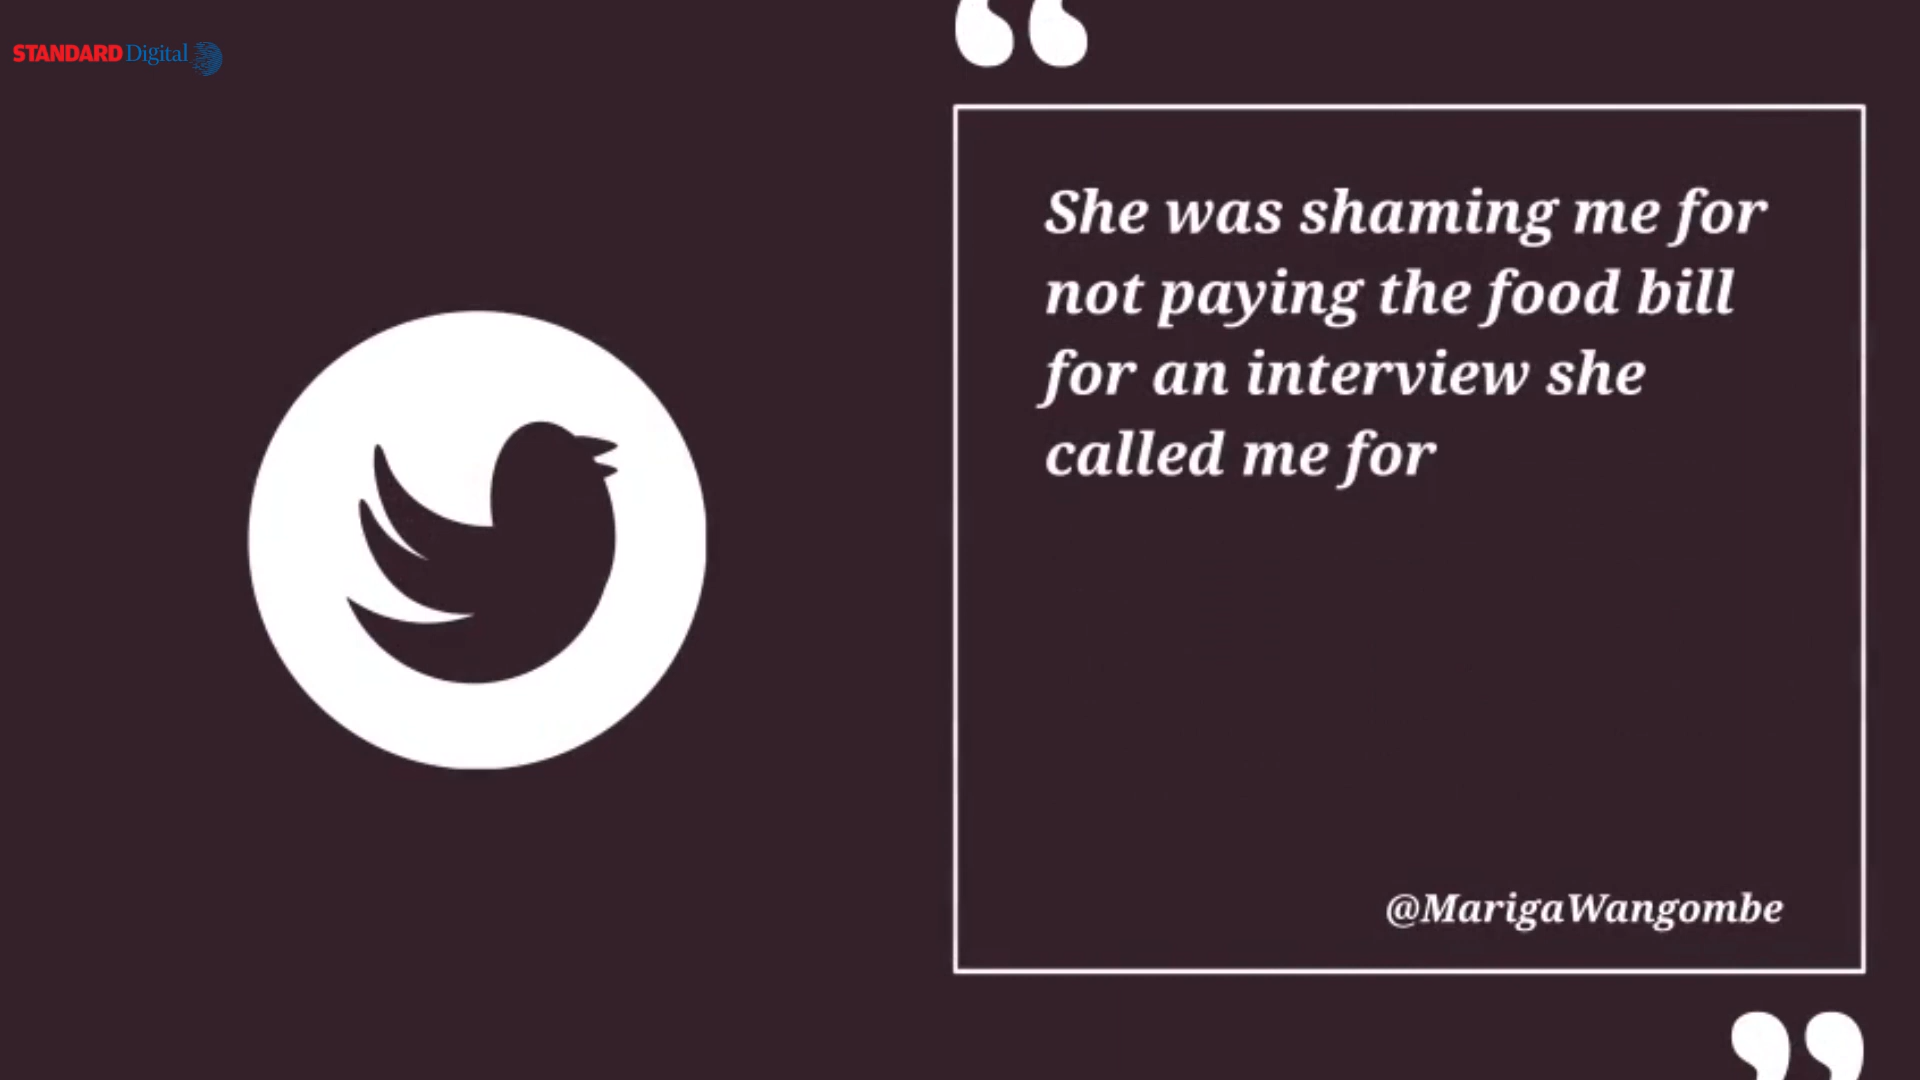 STANDARD Digital
“
She was shaming me for
not paying the food bill
for an interview she
called me for
@MarigaWangombe
”